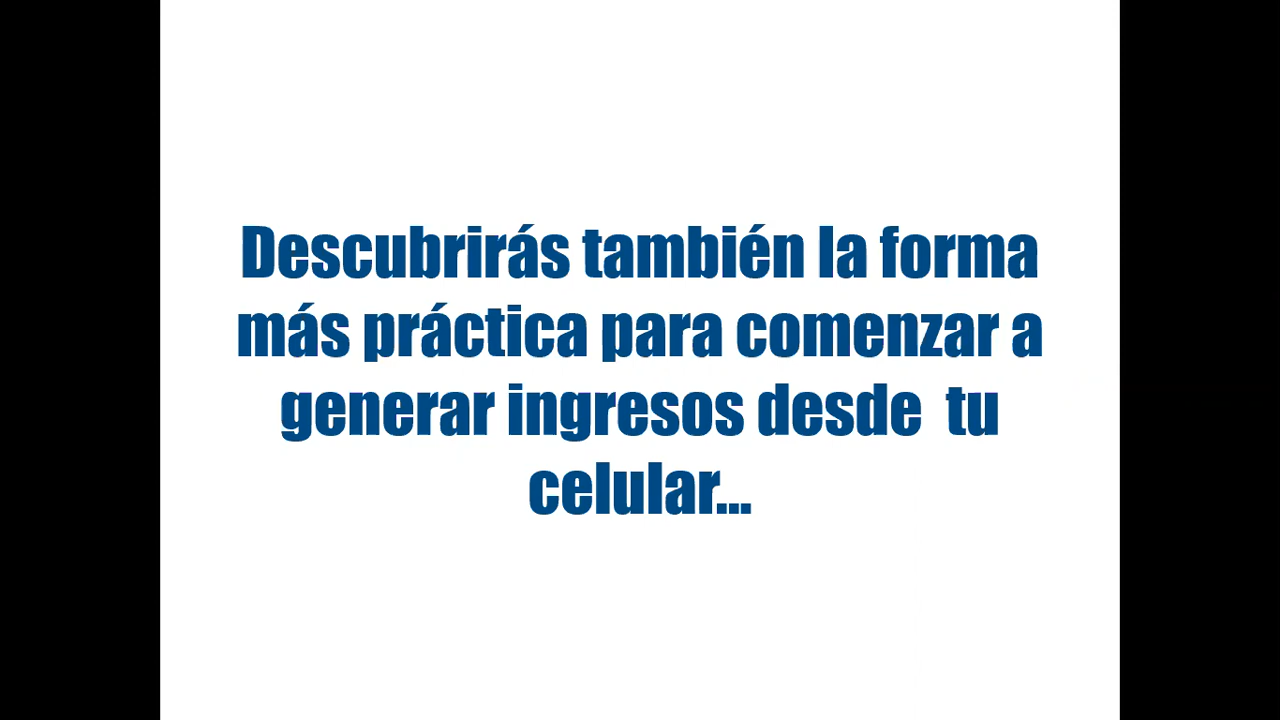 Descubrirás también la forma
más práctica para comenzar a
generar ingresos desde  tu
celular...